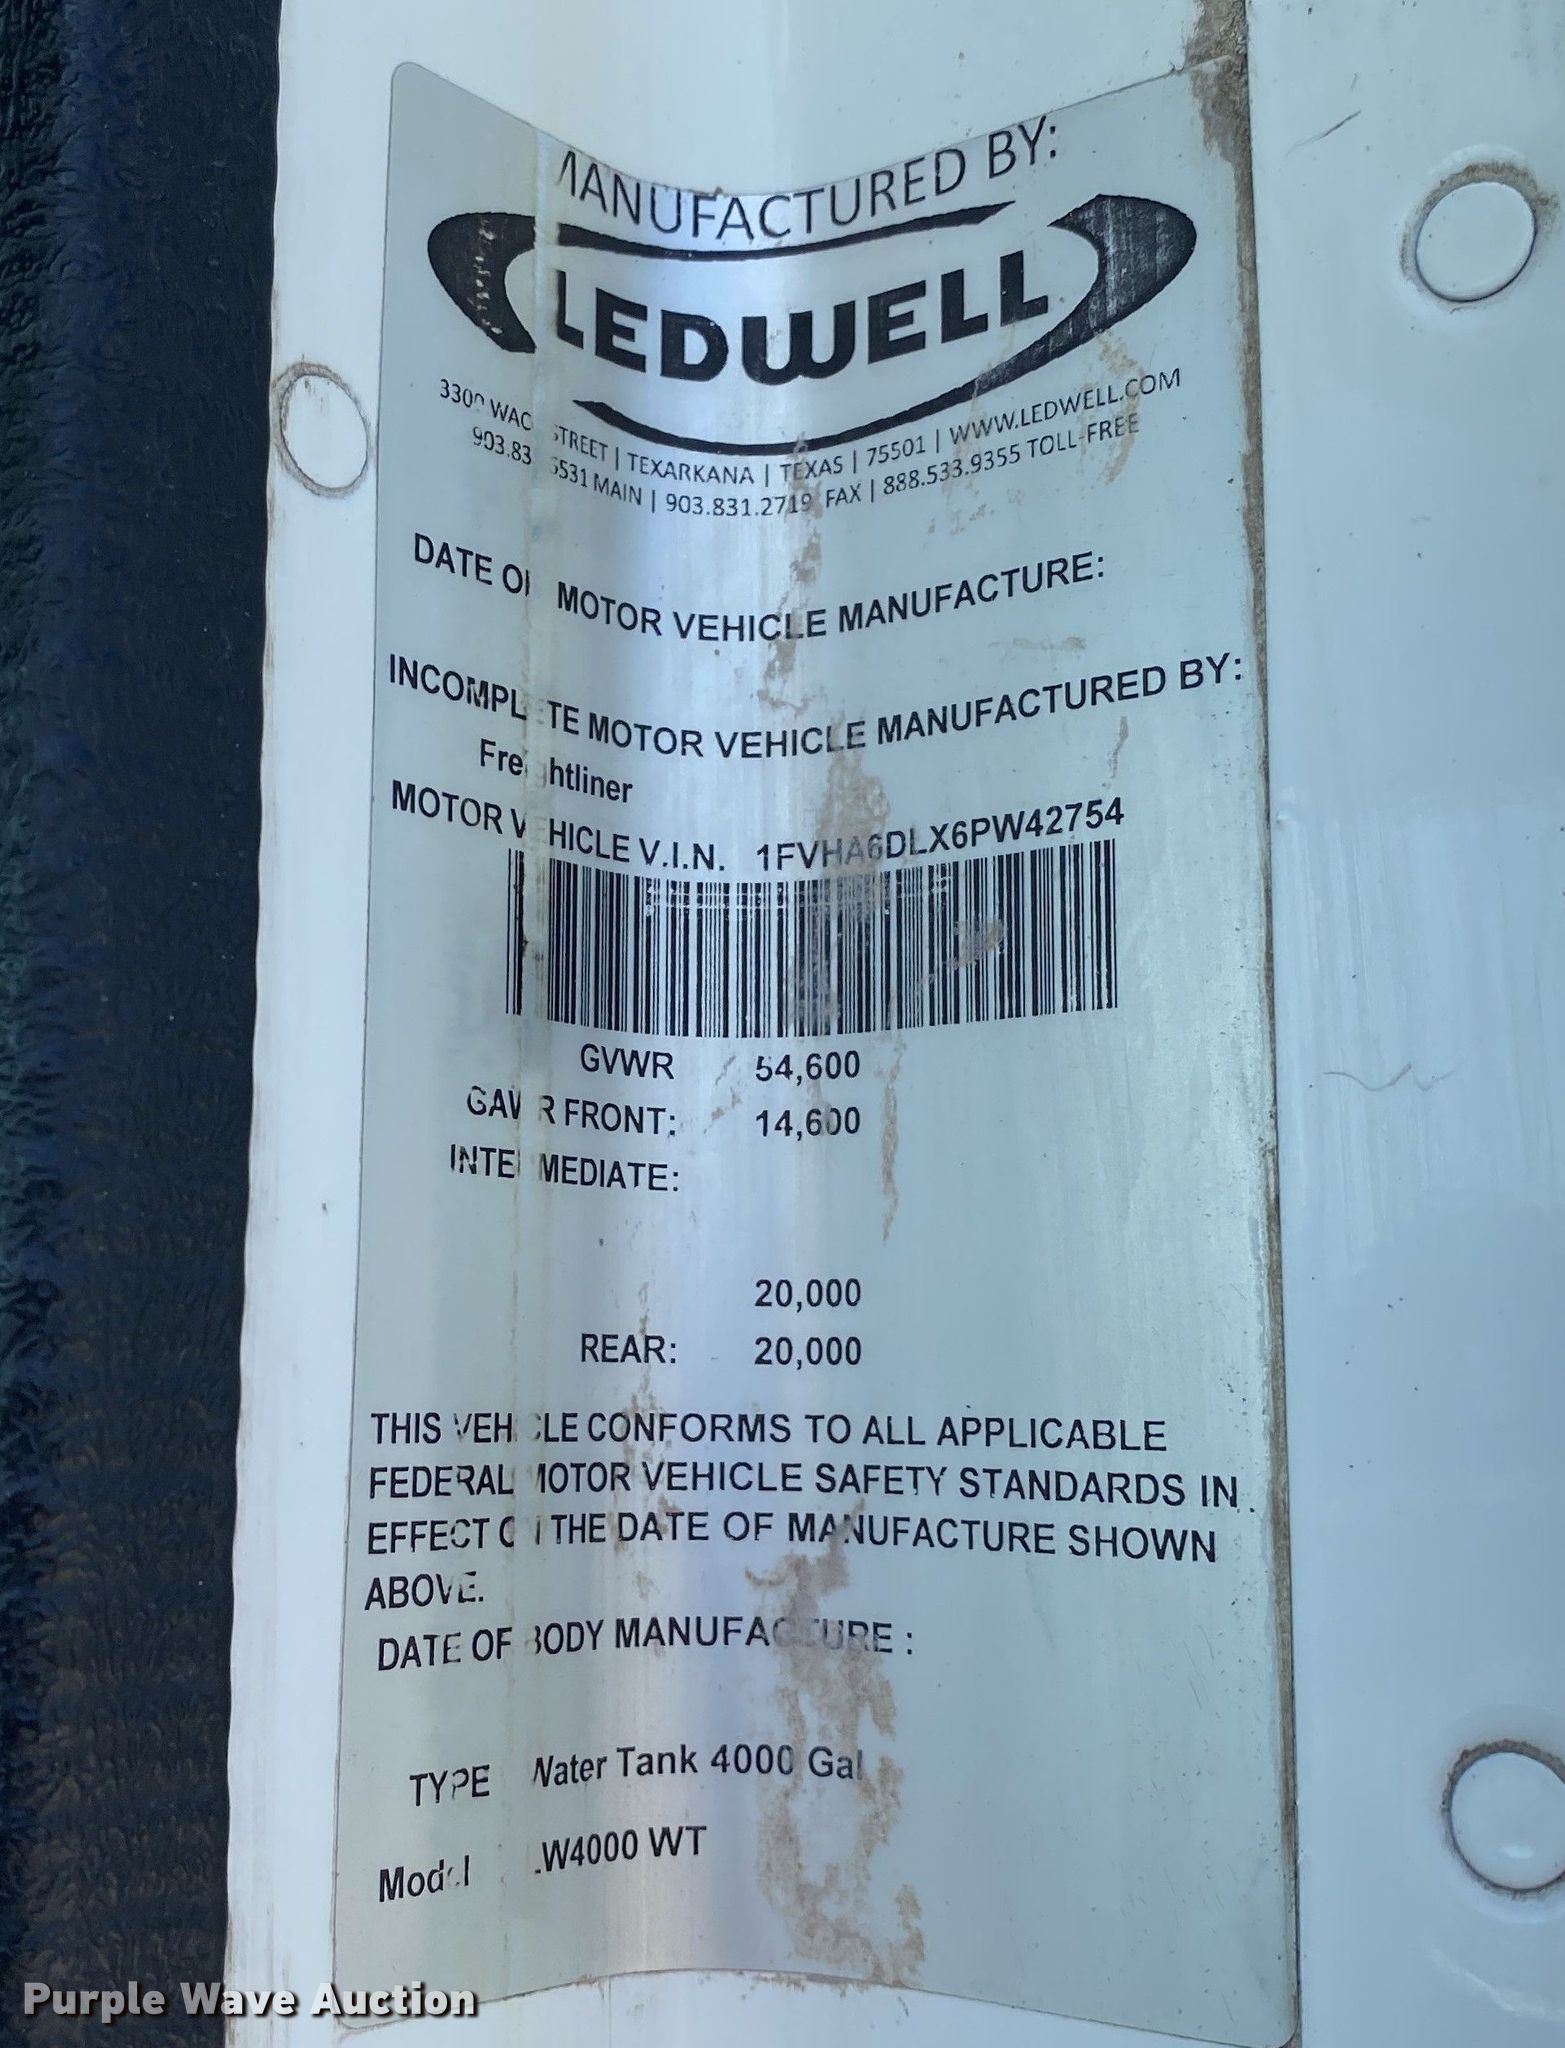 MANUFACTURED BY:
LEDWELL
3300 WACO STREET | TEXARKANA | TEXAS | 75501 | WWW.LEDWELL.COM
903.83 6531 MAIN | 903.831.2719 FAX | 888.533.9355 TOLL-FREE
DATE OF MOTOR VEHICLE MANUFACTURE:
INCOMPLETE MOTOR VEHICLE MANUFACTURED BY:
Freightliner
MOTOR VEHICLE V.I.N. 1FVHA6DLX6PW42754
GVWR 54,600
GAWR FRONT: 14,600
INTERMEDIATE:
20,000
REAR: 20,000
THIS VEHICLE CONFORMS TO ALL APPLICABLE
FEDERAL MOTOR VEHICLE SAFETY STANDARDS IN
EFFECT ON THE DATE OF MANUFACTURE SHOWN
ABOVE.
DATE OF BODY MANUFACTURE :
TYPE Water Tank 4000 Gal
Model LW4000 WT
Purple Wave Auction